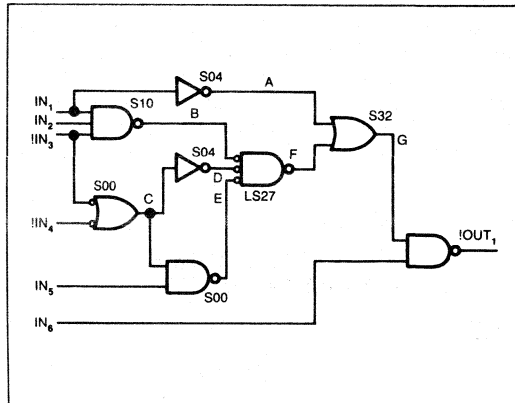 S04
A
S32
IN₁
S10
IN₂
B
!IN₃
G
S04
F
D
S00
C
E
LS27
!IN₄
!OUT₁
IN₅
S00
IN₆